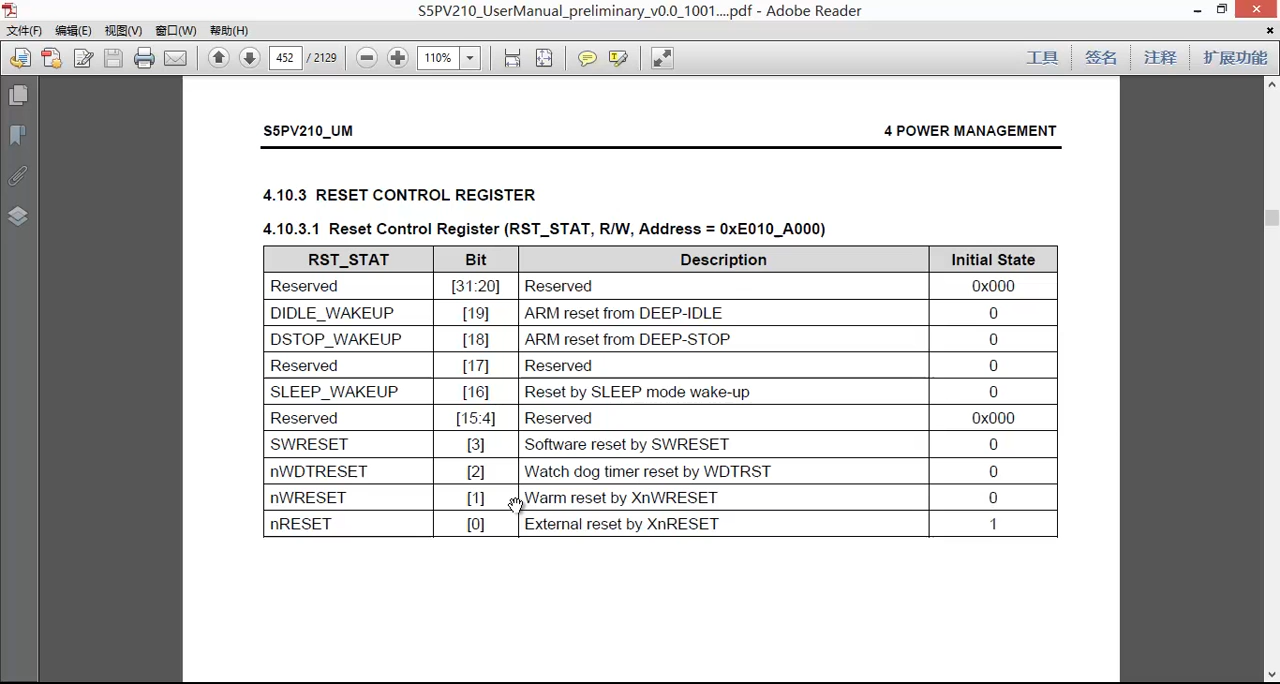 S5PV210_UserManual_preliminary_v0.0_1001....pdf - Adobe Reader
文件(F) 编辑(E) 视图(V) 窗口(W) 帮助(H)
452 / 2129 110% 工具 签名 注释 扩展功能
S5PV210_UM 4 POWER MANAGEMENT
4.10.3 RESET CONTROL REGISTER
4.10.3.1 Reset Control Register (RST_STAT, R/W, Address = 0xE010_A000)
RST_STAT Bit Description Initial State
Reserved [31:20] Reserved 0x000
DIDLE_WAKEUP [19] ARM reset from DEEP-IDLE 0
DSTOP_WAKEUP [18] ARM reset from DEEP-STOP 0
Reserved [17] Reserved 0
SLEEP_WAKEUP [16] Reset by SLEEP mode wake-up 0
Reserved [15:4] Reserved 0x000
SWRESET [3] Software reset by SWRESET 0
nWDTRESET [2] Watch dog timer reset by WDTRST 0
nWRESET [1] Warm reset by XnWRESET 0
nRESET [0] External reset by XnRESET 1